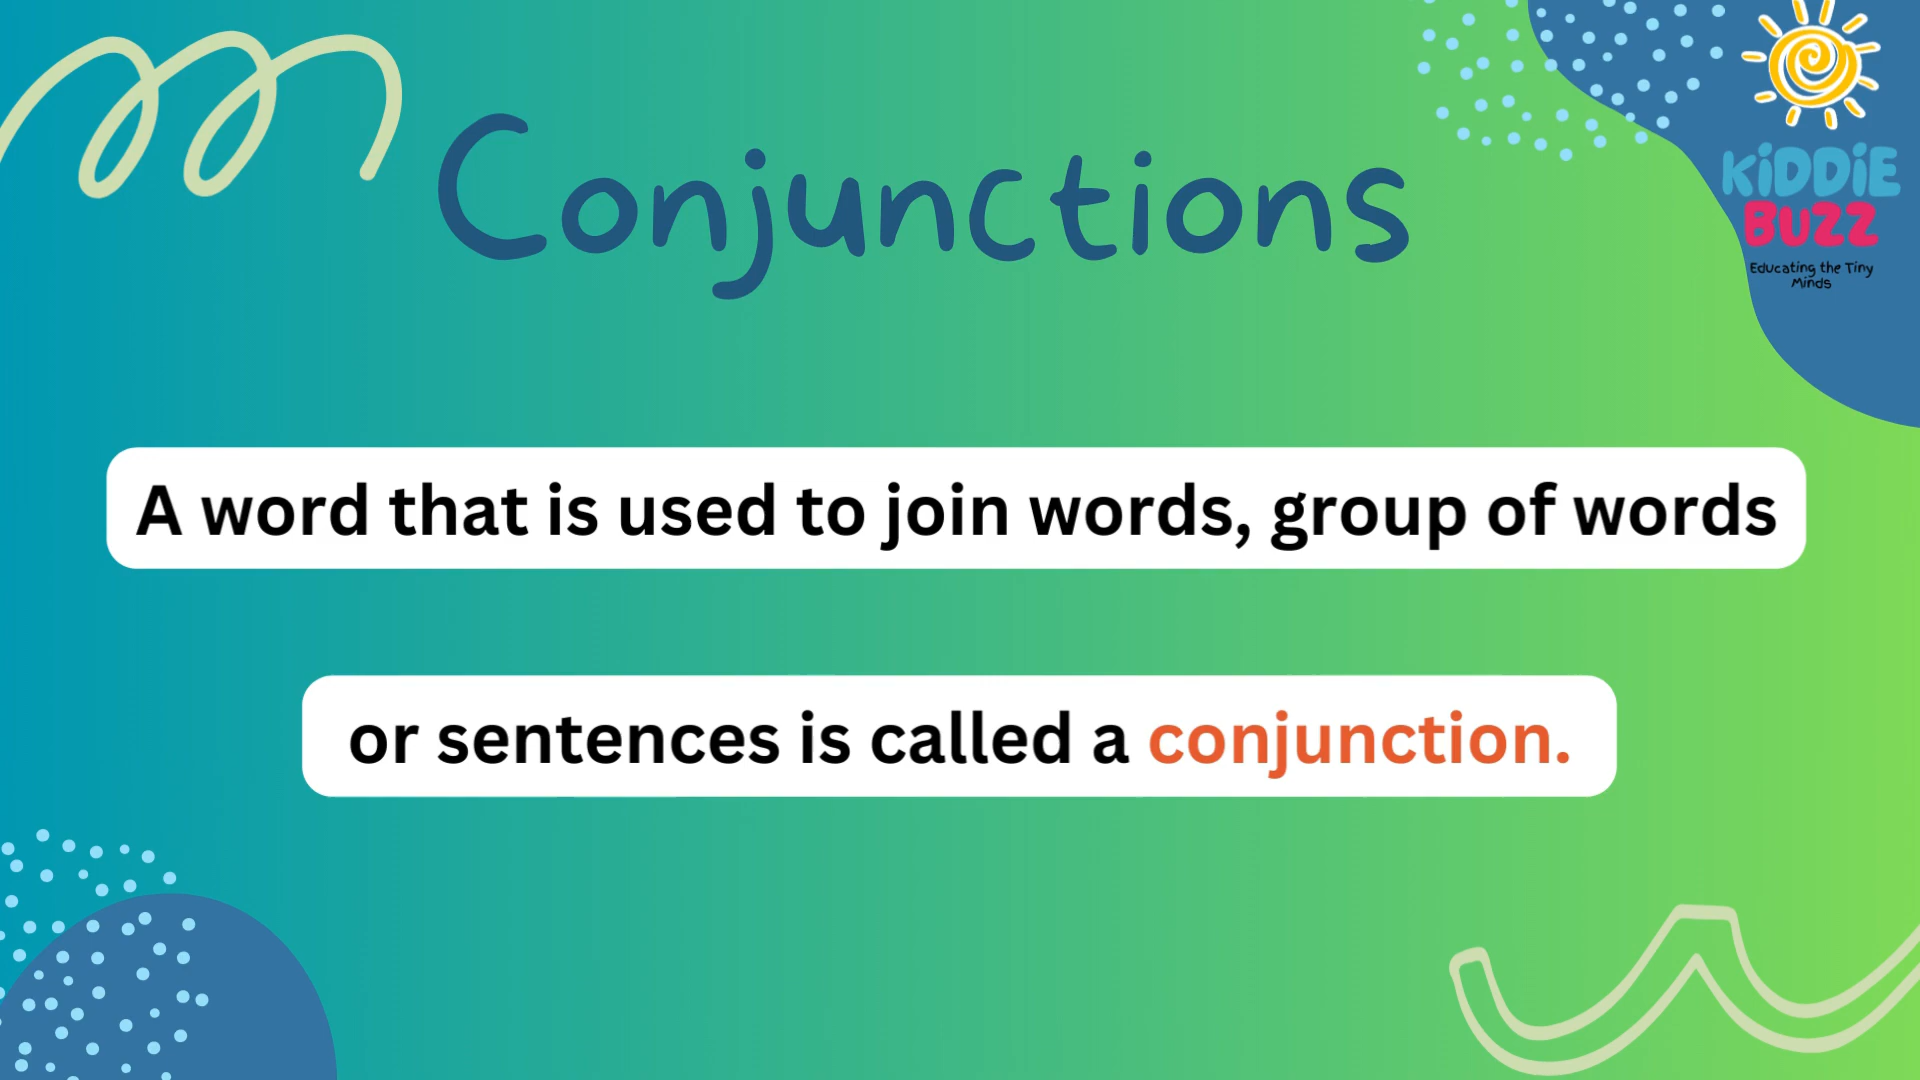 Conjunctions
KiDDiE
BUZZ
Educating the Tiny
Minds
A word that is used to join words, group of words
or sentences is called a conjunction.